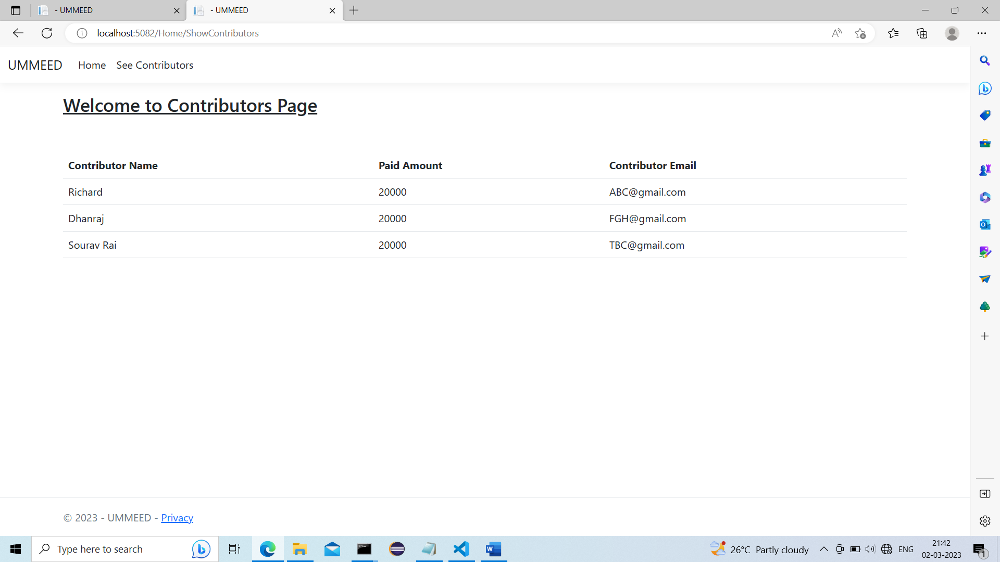 - UMMEED
- UMMEED
localhost:5082/Home/ShowContributors
UMMEED Home See Contributors
Welcome to Contributors Page
Contributor Name Paid Amount Contributor Email
Richard 20000 ABC@gmail.com
Dhanraj 20000 FGH@gmail.com
Sourav Rai 20000 TBC@gmail.com
© 2023 - UMMEED - Privacy
Type here to search
26°C Partly cloudy
ENG
21:42
02-03-2023
1